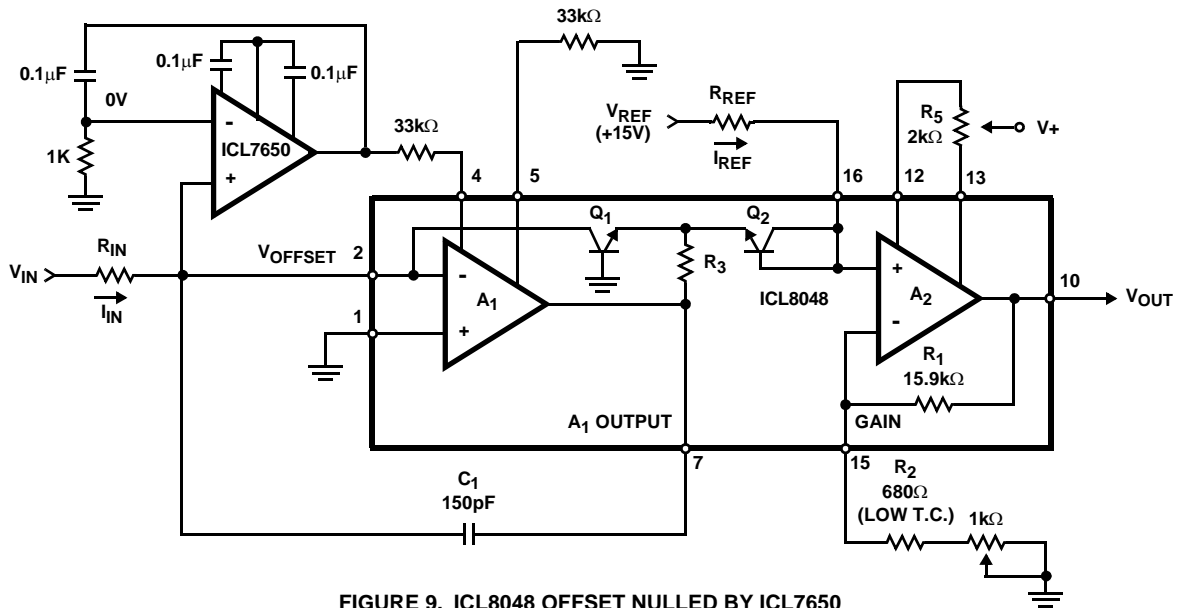 33kΩ
0.1μF
0.1μF
0.1μF
0V
-
ICL7650
+
1K
33kΩ
VREF
(+15V)
RREF
IREF
R5
2kΩ
V+
4
5
16
12
13
RIN
VIN
IIN
VOFFSET
2
1
Q1
Q2
-
A1
+
R3
ICL8048
+
A2
-
10
VOUT
R1
15.9kΩ
A1 OUTPUT
GAIN
7
15
C1
150pF
R2
680Ω
(LOW T.C.)
1kΩ
FIGURE 9. ICL8048 OFFSET NULLED BY ICL7650